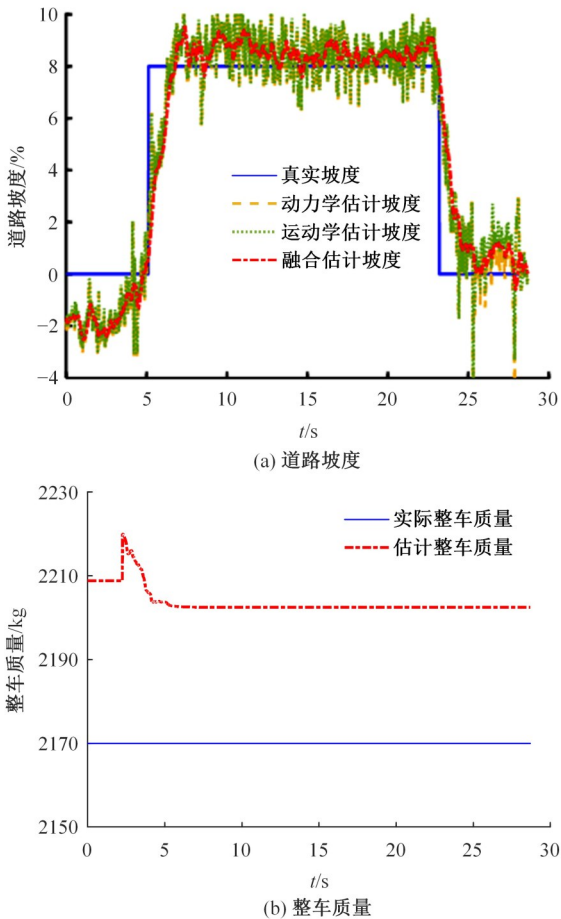 10
8
6
4
2
0
−2
−4
道路坡度/%
真实坡度
动力学估计坡度
运动学估计坡度
融合估计坡度
0 5 10 15 20 25 30
t/s
(a) 道路坡度
2230
2210
2190
2170
2150
整车质量/kg
实际整车质量
估计整车质量
0 5 10 15 20 25 30
t/s
(b) 整车质量